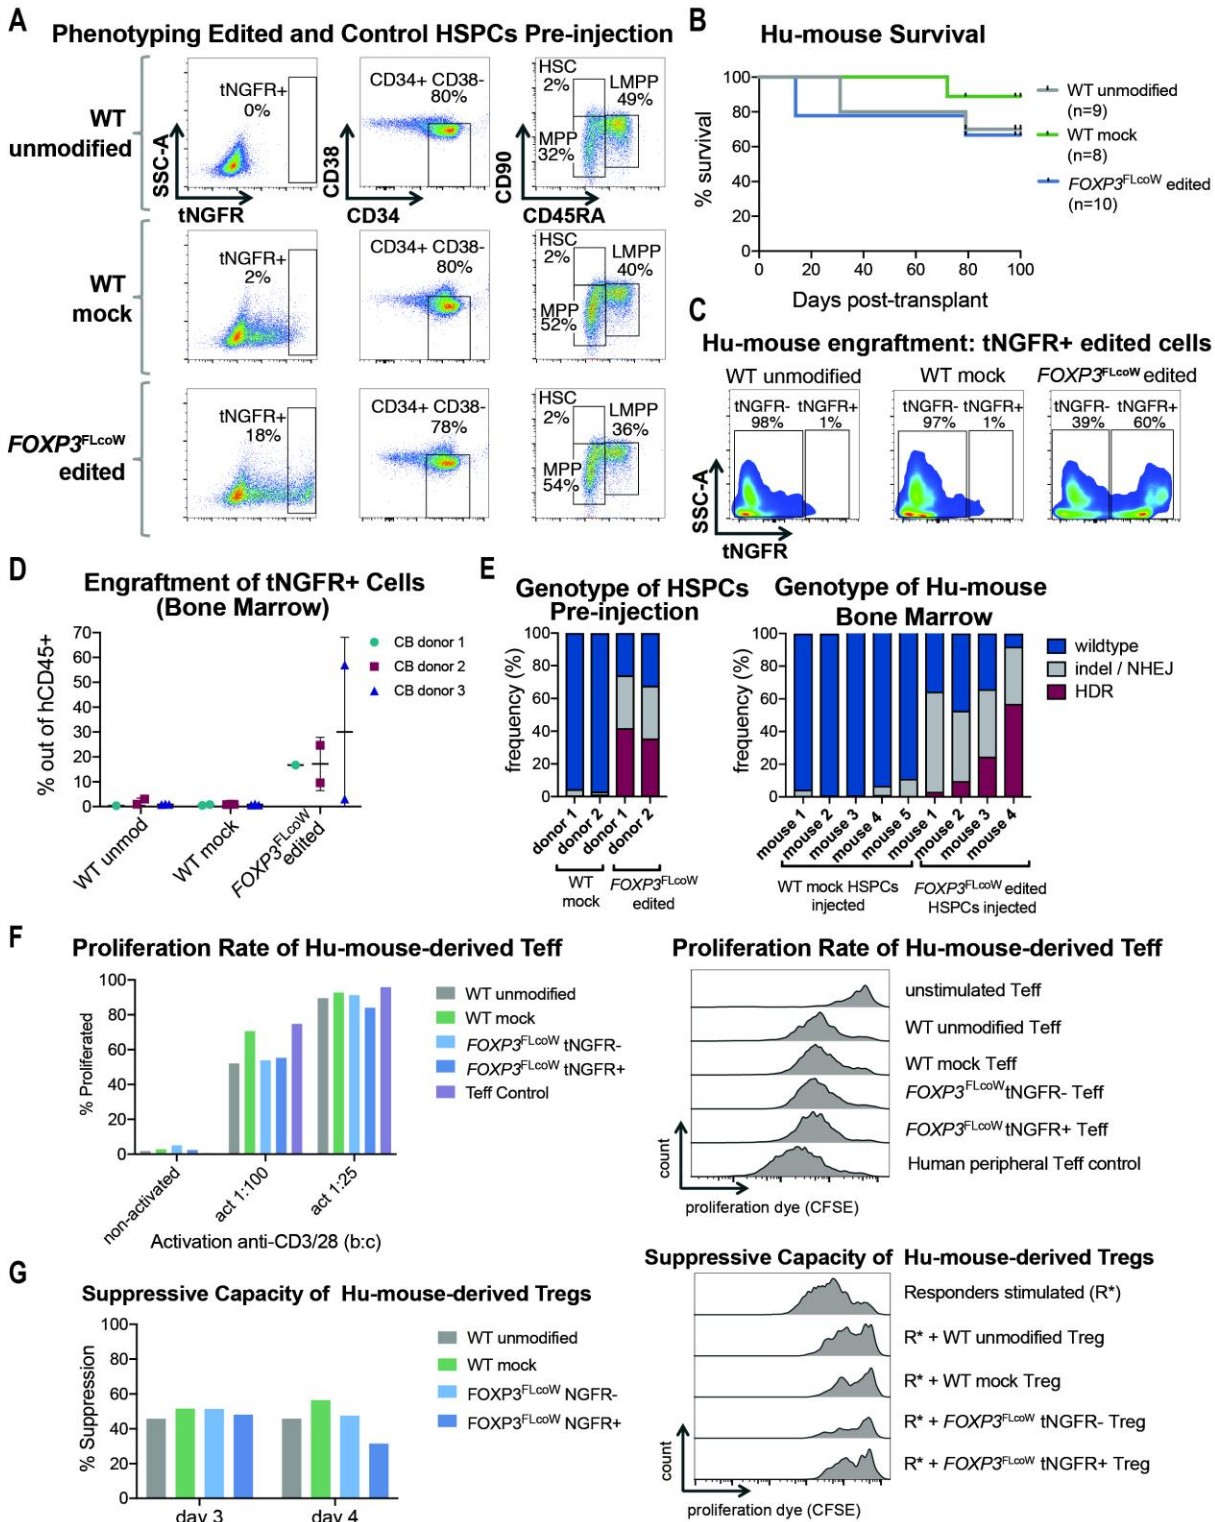 A
Phenotyping Edited and Control HSPCs Pre-injection
WT
unmodified
tNGFR+
0%
SSC-A
tNGFR
CD34+ CD38-
80%
CD38
CD34
HSC
2%
LMPP
49%
MPP
32%
CD90
CD45RA
WT
mock
tNGFR+
2%
CD34+ CD38-
80%
HSC
2%
LMPP
40%
MPP
52%
FOXP3FLcoW
edited
tNGFR+
18%
CD34+ CD38-
78%
HSC
2%
LMPP
36%
MPP
54%
B
Hu-mouse Survival
% survival
100
80
60
40
20
0
0 20 40 60 80 100
Days post-transplant
WT unmodified
(n=9)
WT mock
(n=8)
FOXP3FLcoW edited
(n=10)
C
Hu-mouse engraftment: tNGFR+ edited cells
WT unmodified
WT mock
FOXP3FLcoW edited
tNGFR- tNGFR+
98% 1%
tNGFR- tNGFR+
97% 1%
tNGFR- tNGFR+
39% 60%
SSC-A
tNGFR
D
Engraftment of tNGFR+ Cells
(Bone Marrow)
% out of hCD45+
70
60
50
40
30
20
10
0
WT unmod
WT mock
FOXP3FLcoW
edited
CB donor 1
CB donor 2
CB donor 3
E
Genotype of HSPCs
Pre-injection
frequency (%)
100
80
60
40
20
0
donor 1
donor 2
donor 1
donor 2
WT
mock
FOXP3FLcoW
edited
Genotype of Hu-mouse
Bone Marrow
frequency (%)
100
80
60
40
20
0
mouse 1
mouse 2
mouse 3
mouse 4
mouse 5
mouse 1
mouse 2
mouse 3
mouse 4
WT mock HSPCs
injected
FOXP3FLcoW edited
HSPCs injected
wildtype
indel / NHEJ
HDR
F
Proliferation Rate of Hu-mouse-derived Teff
% Proliferated
100
80
60
40
20
0
non-activated
act 1:100
act 1:25
Activation anti-CD3/28 (b:c)
WT unmodified
WT mock
FOXP3FLcoW tNGFR-
FOXP3FLcoW tNGFR+
Teff Control
Proliferation Rate of Hu-mouse-derived Teff
unstimulated Teff
WT unmodified Teff
WT mock Teff
FOXP3FLcoW tNGFR- Teff
FOXP3FLcoW tNGFR+ Teff
Human peripheral Teff control
count
proliferation dye (CFSE)
G
Suppressive Capacity of Hu-mouse-derived Tregs
% Suppression
100
80
60
40
20
0
day 3
day 4
WT unmodified
WT mock
FOXP3FLcoW NGFR-
FOXP3FLcoW NGFR+
Suppressive Capacity of Hu-mouse-derived Tregs
Responders stimulated (R*)
R* + WT unmodified Treg
R* + WT mock Treg
R* + FOXP3FLcoW tNGFR- Treg
R* + FOXP3FLcoW tNGFR+ Treg
count
proliferation dye (CFSE)